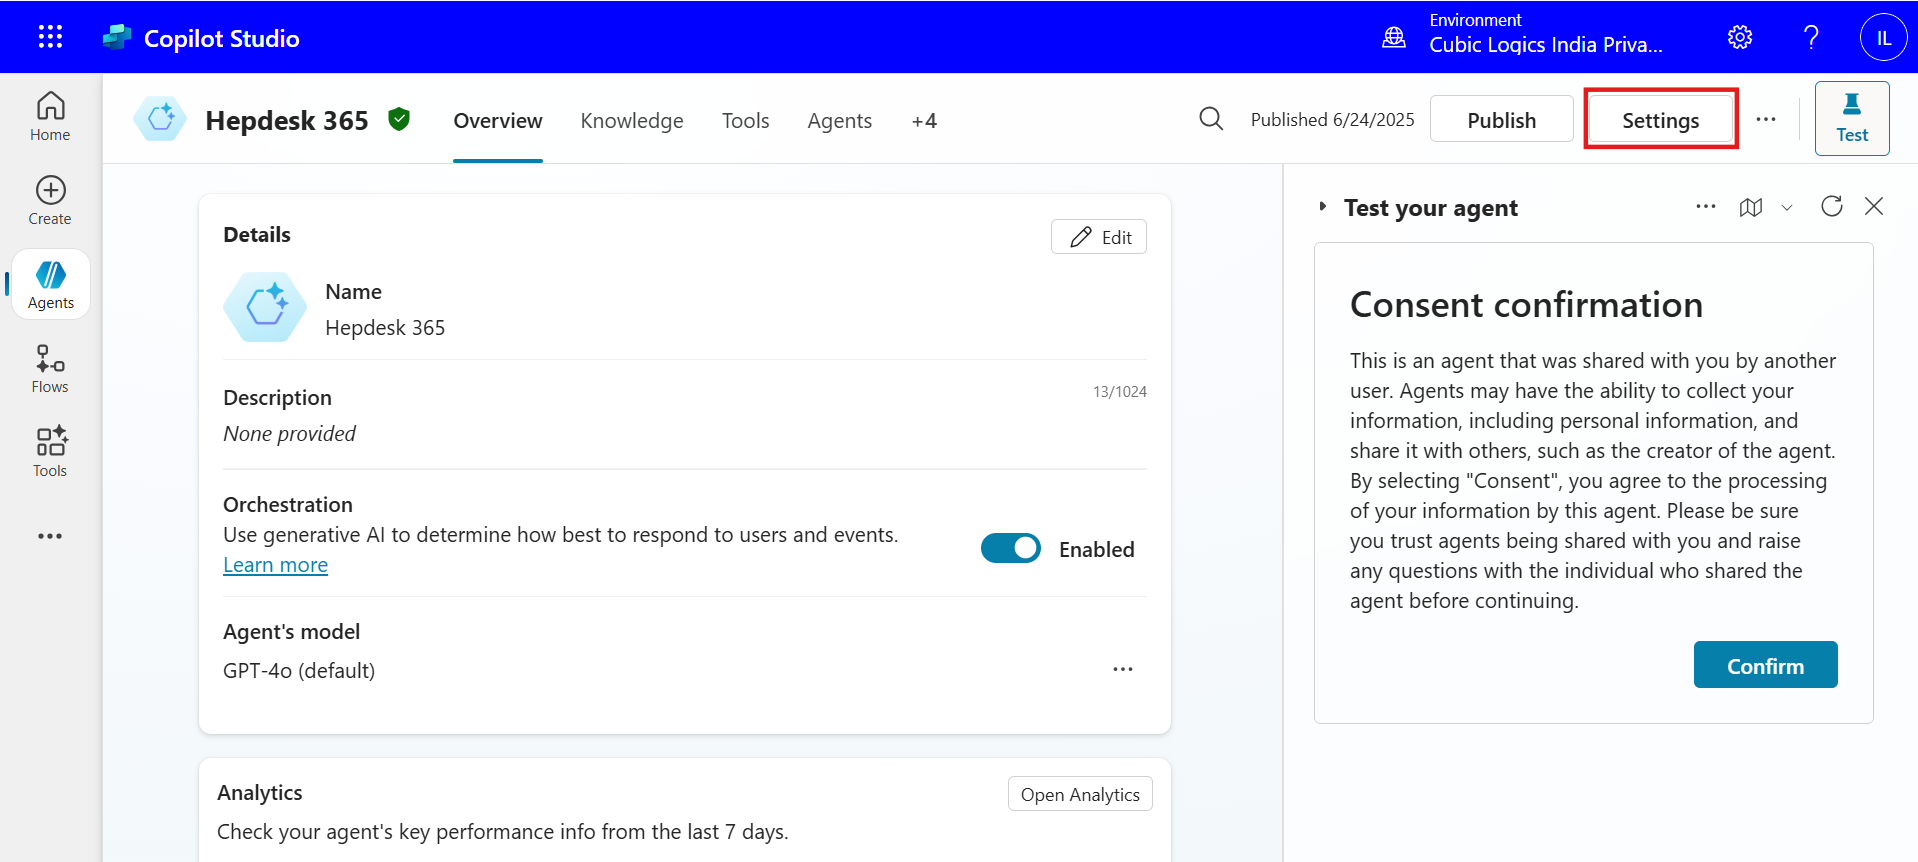 Copilot Studio
Environment
Cubic Logics India Priva...
?
IL
Home
Create
Agents
Flows
Tools
Hepdesk 365
Overview
Knowledge
Tools
Agents
+4
Published 6/24/2025
Publish
Settings
Test
Details
Edit
Name
Hepdesk 365
Description
13/1024
None provided
Orchestration
Use generative AI to determine how best to respond to users and events.
Learn more
Enabled
Agent's model
GPT-4o (default)
Analytics
Open Analytics
Check your agent's key performance info from the last 7 days.
Test your agent
Consent confirmation
This is an agent that was shared with you by another
user. Agents may have the ability to collect your
information, including personal information, and
share it with others, such as the creator of the agent.
By selecting "Consent", you agree to the processing
of your information by this agent. Please be sure
you trust agents being shared with you and raise
any questions with the individual who shared the
agent before continuing.
Confirm